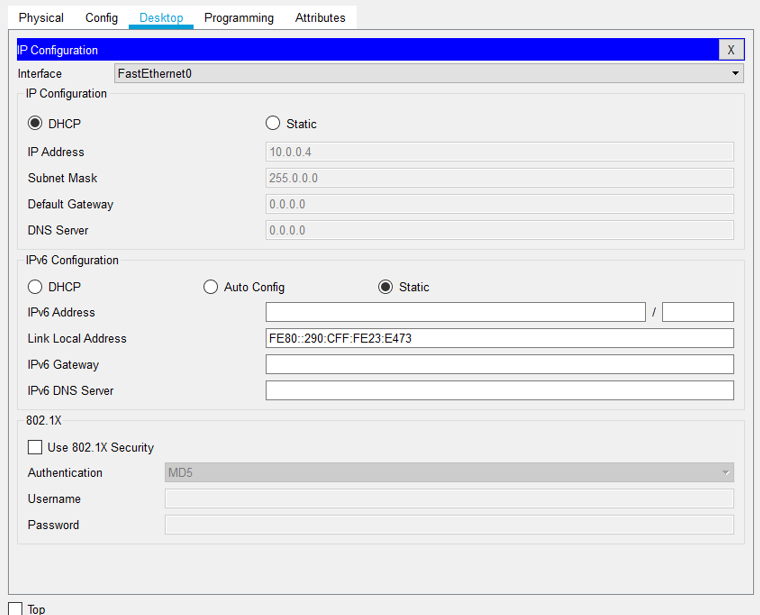 Physical Config Desktop Programming Attributes
IP Configuration X
Interface FastEthernet0
IP Configuration
DHCP Static
IP Address 10.0.0.4
Subnet Mask 255.0.0.0
Default Gateway 0.0.0.0
DNS Server 0.0.0.0
IPv6 Configuration
DHCP Auto Config Static
IPv6 Address /
Link Local Address FE80::290:CFF:FE23:E473
IPv6 Gateway
IPv6 DNS Server
802.1X
Use 802.1X Security
Authentication MD5
Username
Password
Top